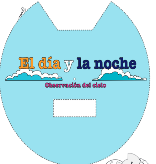 El día y la noche
Observación del cielo